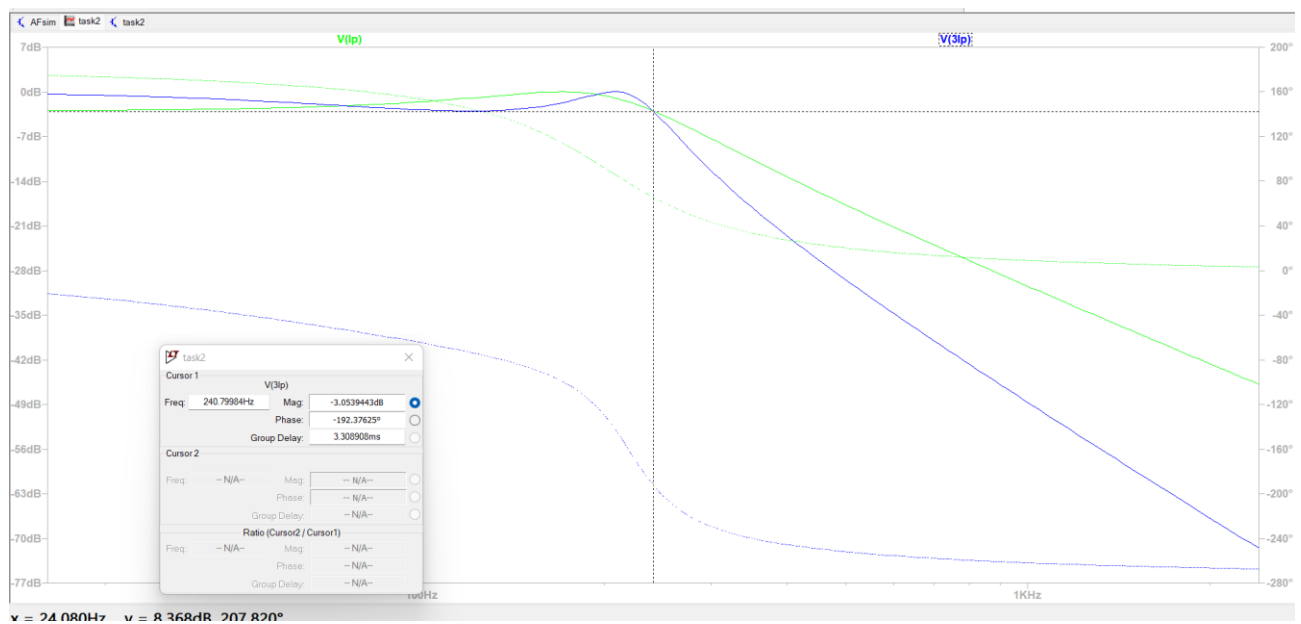 AFsim task2 task2
V(lp) V(3lp)
7dB 200°
0dB 160°
-7dB 120°
-14dB 80°
-21dB 40°
-28dB 0°
-35dB -40°
-42dB -80°
-49dB -120°
-56dB -160°
-63dB -200°
-70dB -240°
-77dB -280°
100Hz 1KHz
task2
Cursor 1
V(3lp)
Freq: 240.79984Hz Mag: -3.0539443dB
Phase: -192.37625°
Group Delay: 3.308908ms
Cursor 2
Freq: -- N/A-- Mag: -- N/A--
Phase: -- N/A--
Group Delay: -- N/A--
Ratio (Cursor2 / Cursor1)
Freq: -- N/A-- Mag: -- N/A--
Phase: -- N/A--
Group Delay: -- N/A--
x = 24.080Hz y = 8.368dB, 207.820°